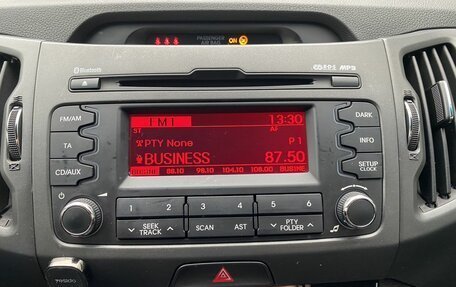 PASSENGER
AIR BAG
ON
Bluetooth
MP3
FM/AM
TA
CD/AUX
FM1
13:30
ST
AF
PTY None
P 1
BUSINESS
87.50
88.10
98.10
104.10
108.00
BUSINE
DARK
INFO
SETUP
CLOCK
1
2
3
4
5
6
SEEK
TRACK
SCAN
AST
PTY
FOLDER
yesido